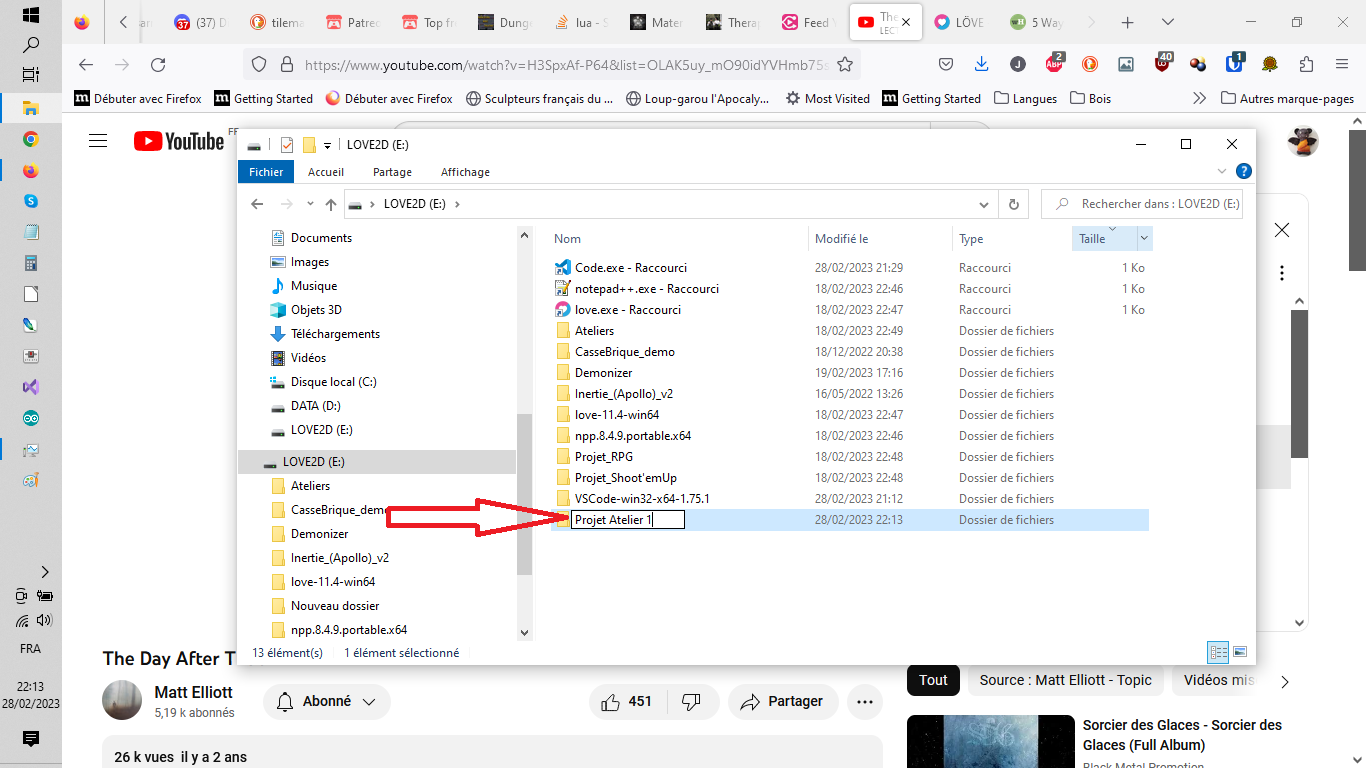 (37) D
tilema
Patreo
Top fr
Dung
lua - S
Mater
Thera
Feed
The
LECT
LÖVE
5 Way
https://www.youtube.com/watch?v=H3SpxAf-P64&list=OLAK5uy_mO90idYVHmb75s
2
40
1
Débuter avec Firefox
Getting Started
Débuter avec Firefox
Sculpteurs français du ...
Loup-garou l'Apocaly...
Most Visited
Getting Started
Langues
Bois
Autres marque-pages
YouTube
FR
LOVE2D (E:)
Fichier
Accueil
Partage
Affichage
LOVE2D (E:)
Rechercher dans : LOVE2D (E:)
Documents
Images
Musique
Objets 3D
Téléchargements
Vidéos
Disque local (C:)
DATA (D:)
LOVE2D (E:)
LOVE2D (E:)
Ateliers
CasseBrique_demo
Demonizer
Inertie_(Apollo)_v2
love-11.4-win64
Nouveau dossier
npp.8.4.9.portable.x64
Nom Modifié le Type Taille
Code.exe - Raccourci 28/02/2023 21:29 Raccourci 1 Ko
notepad++.exe - Raccourci 18/02/2023 22:46 Raccourci 1 Ko
love.exe - Raccourci 18/02/2023 22:47 Raccourci 1 Ko
Ateliers 18/02/2023 22:49 Dossier de fichiers
CasseBrique_demo 18/12/2022 20:38 Dossier de fichiers
Demonizer 19/02/2023 17:16 Dossier de fichiers
Inertie_(Apollo)_v2 16/05/2022 13:26 Dossier de fichiers
love-11.4-win64 18/02/2023 22:47 Dossier de fichiers
npp.8.4.9.portable.x64 18/02/2023 22:46 Dossier de fichiers
Projet_RPG 18/02/2023 22:48 Dossier de fichiers
Projet_Shoot'emUp 18/02/2023 22:48 Dossier de fichiers
VSCode-win32-x64-1.75.1 28/02/2023 21:12 Dossier de fichiers
Projet Atelier 1 28/02/2023 22:13 Dossier de fichiers
13 élément(s) 1 élément sélectionné
FRA
22:13
28/02/2023
The Day After T
Matt Elliott
5,19 k abonnés
Abonné
451
Partager
26 k vues il y a 2 ans
Tout
Source : Matt Elliott - Topic
Vidéos mis
Sorcier des Glaces - Sorcier des
Glaces (Full Album)
Black Metal Promotion